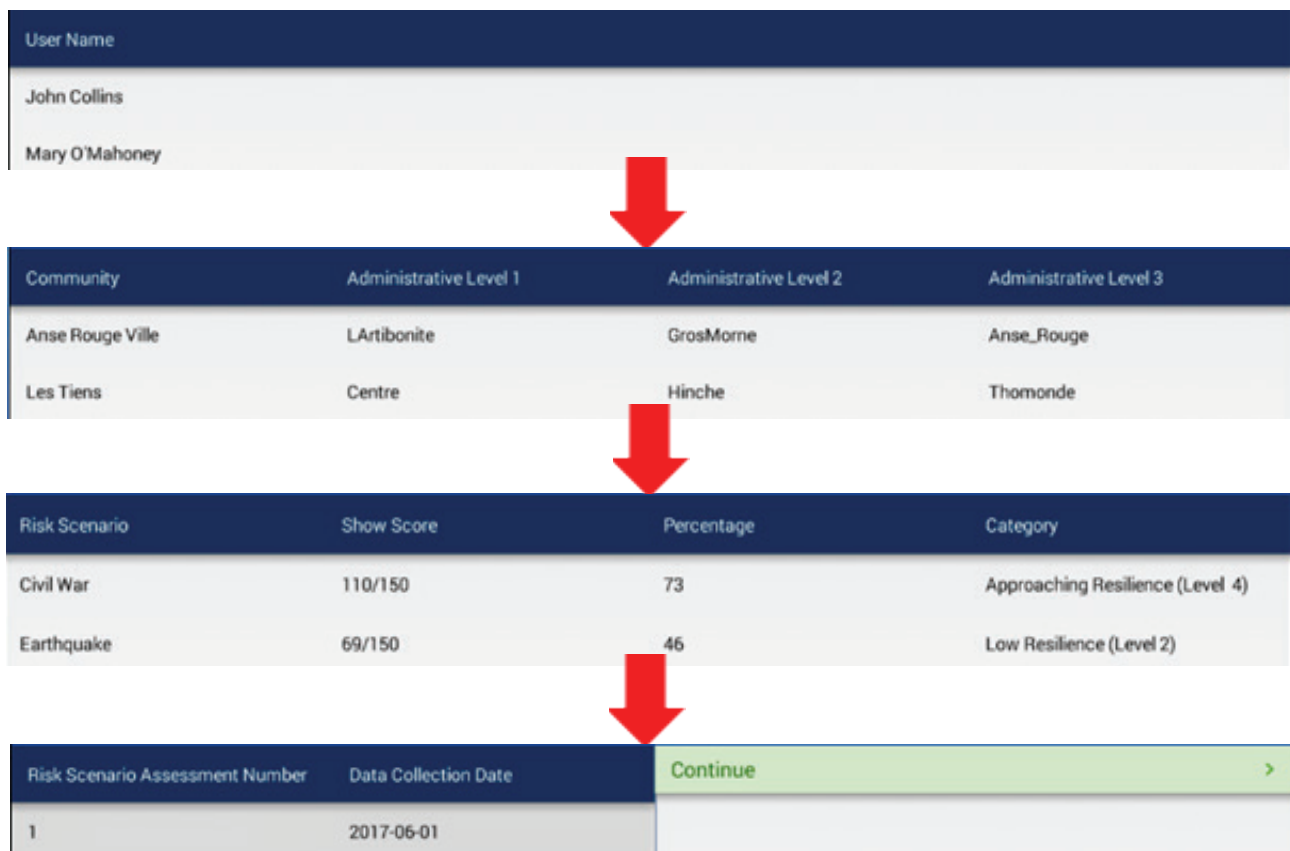 User Name
John Collins
Mary O'Mahoney
Community Administrative Level 1 Administrative Level 2 Administrative Level 3
Anse Rouge Ville LArtibonite GrosMorne Anse_Rouge
Les Tiens Centre Hinche Thomonde
Risk Scenario Show Score Percentage Category
Civil War 110/150 73 Approaching Resilience (Level 4)
Earthquake 69/150 46 Low Resilience (Level 2)
Risk Scenario Assessment Number Data Collection Date Continue >
1 2017-06-01